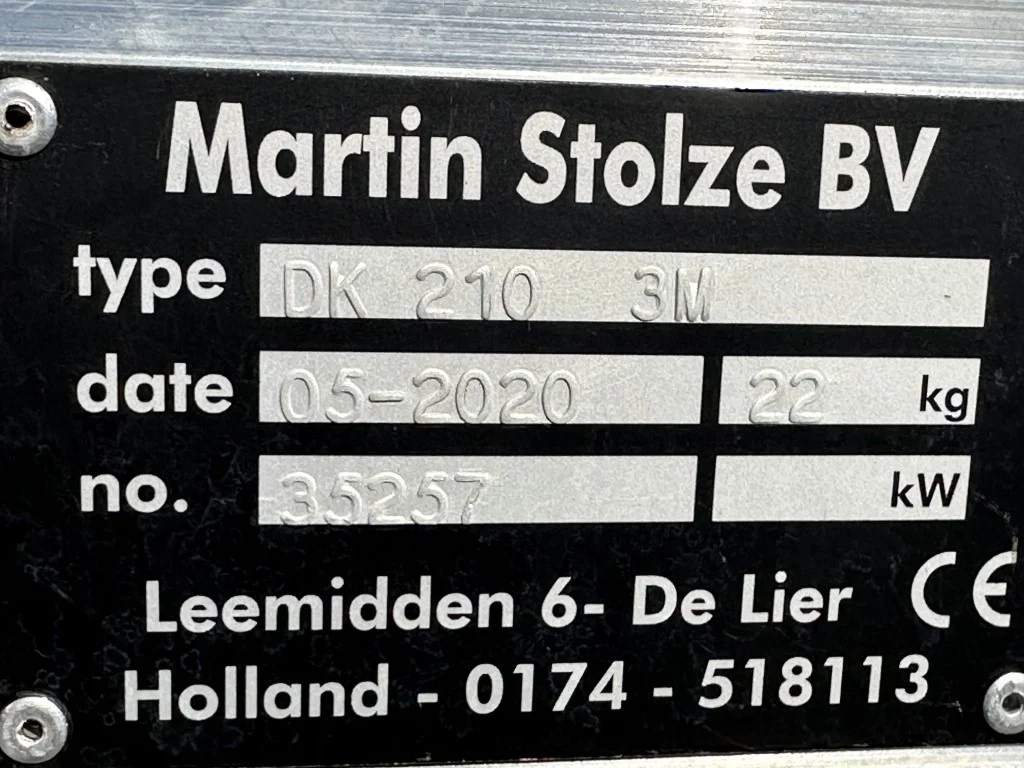 Martin Stolze BV
type DK 210 3M
date 05-2020 22 kg
no. 35257 kW
Leemidden 6- De Lier CE
Holland - 0174 - 518113